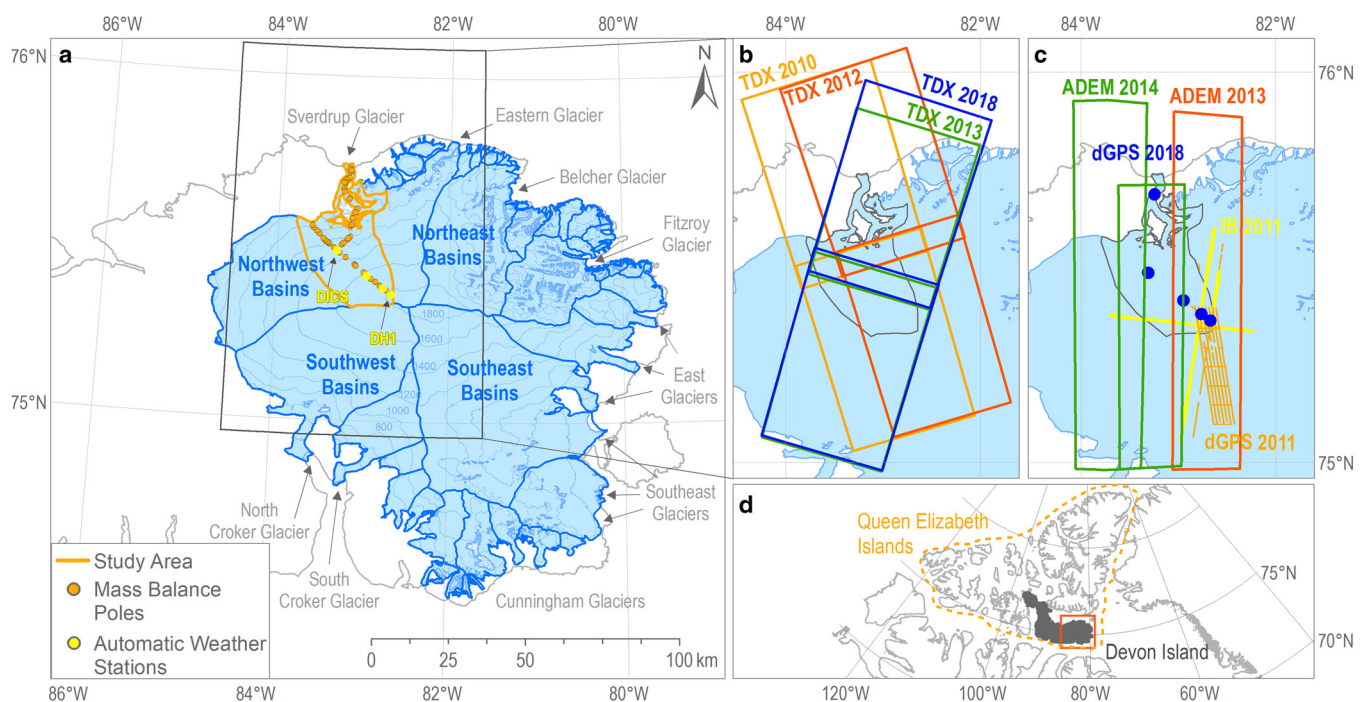 86°W
84°W
82°W
80°W
84°W
82°W
84°W
82°W
a
76°N
N
Sverdrup Glacier
Eastern Glacier
Belcher Glacier
Fitzroy
Glacier
Northeast
Basins
Northwest
Basins
DICS
DH1
1800
1600
1400
1200
1000
800
Southwest
Basins
Southeast
Basins
East
Glaciers
75°N
North
Croker Glacier
South
Croker Glacier
Southeast
Glaciers
Cunningham Glaciers
Study Area
Mass Balance
Poles
Automatic Weather
Stations
0
25
50
75
100 km
86°W
84°W
82°W
80°W
b
TDX 2010
TDX 2012
TDX 2018
TDX 2013
c
76°N
ADEM 2014
ADEM 2013
dGPS 2018
IB 2011
dGPS 2011
75°N
d
Queen Elizabeth
Islands
Devon Island
75°N
70°N
120°W
100°W
80°W
60°W